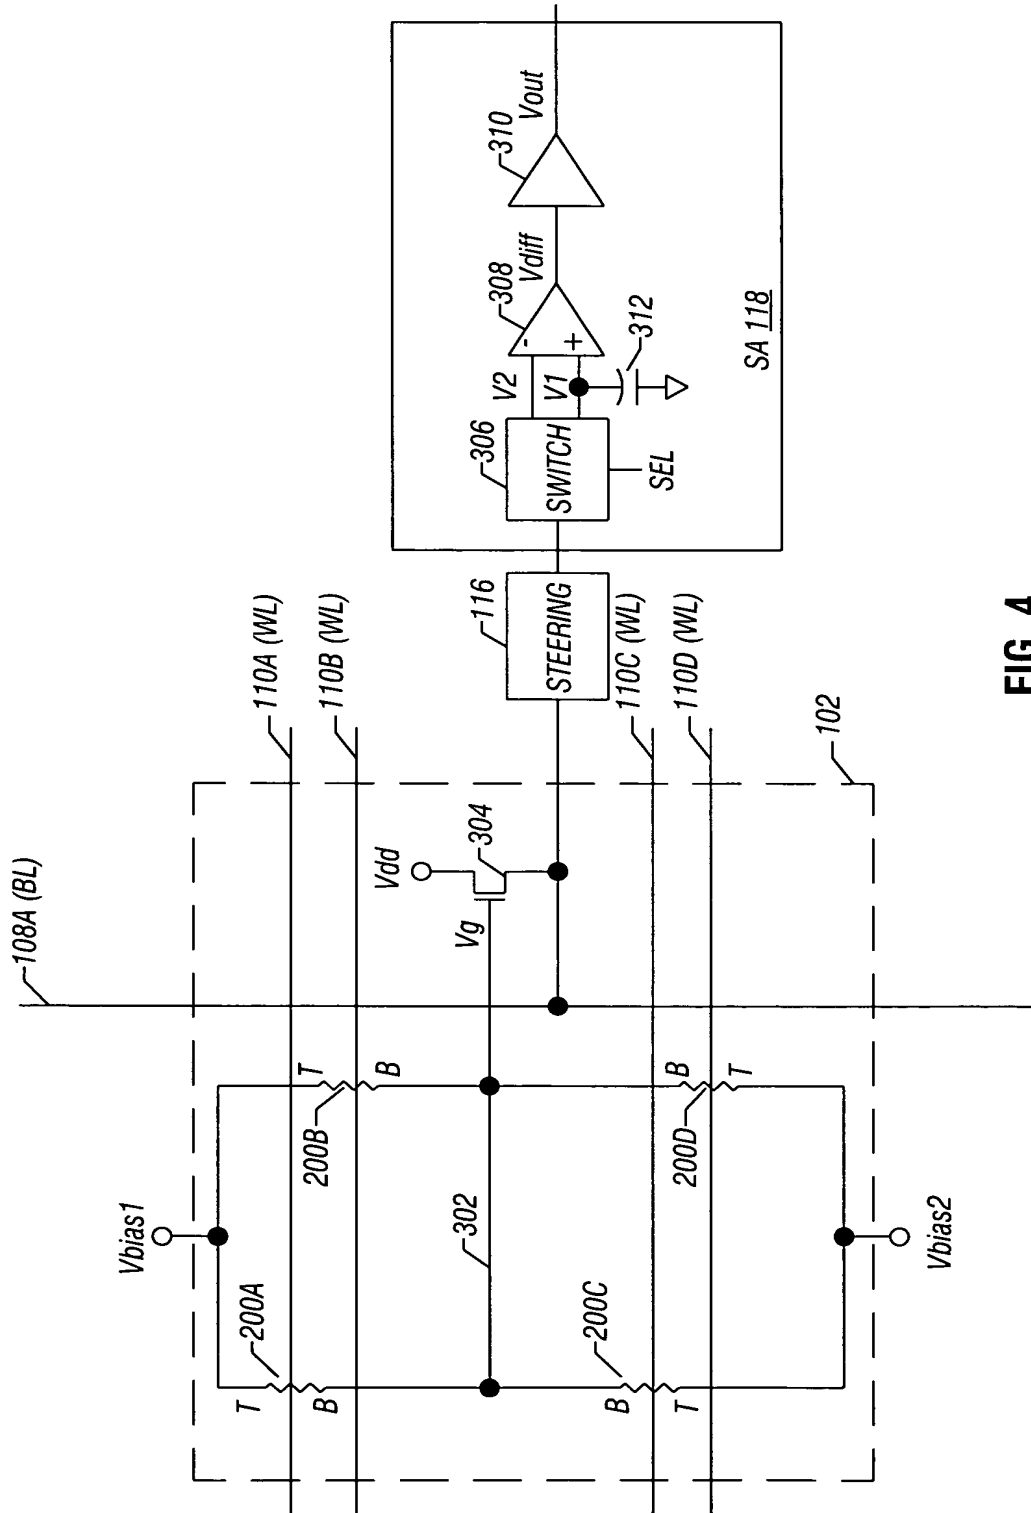 108A (BL)
Vbias1
T
200A
B
T
200B
B
302
Vg
Vdd
304
110A (WL)
110B (WL)
116
STEERING
110C (WL)
110D (WL)
B
200C
T
B
200D
T
Vbias2
102
306
SWITCH
SEL
V2
V1
-
+
308
Vdiff
312
310
Vout
SA 118
FIG. 4